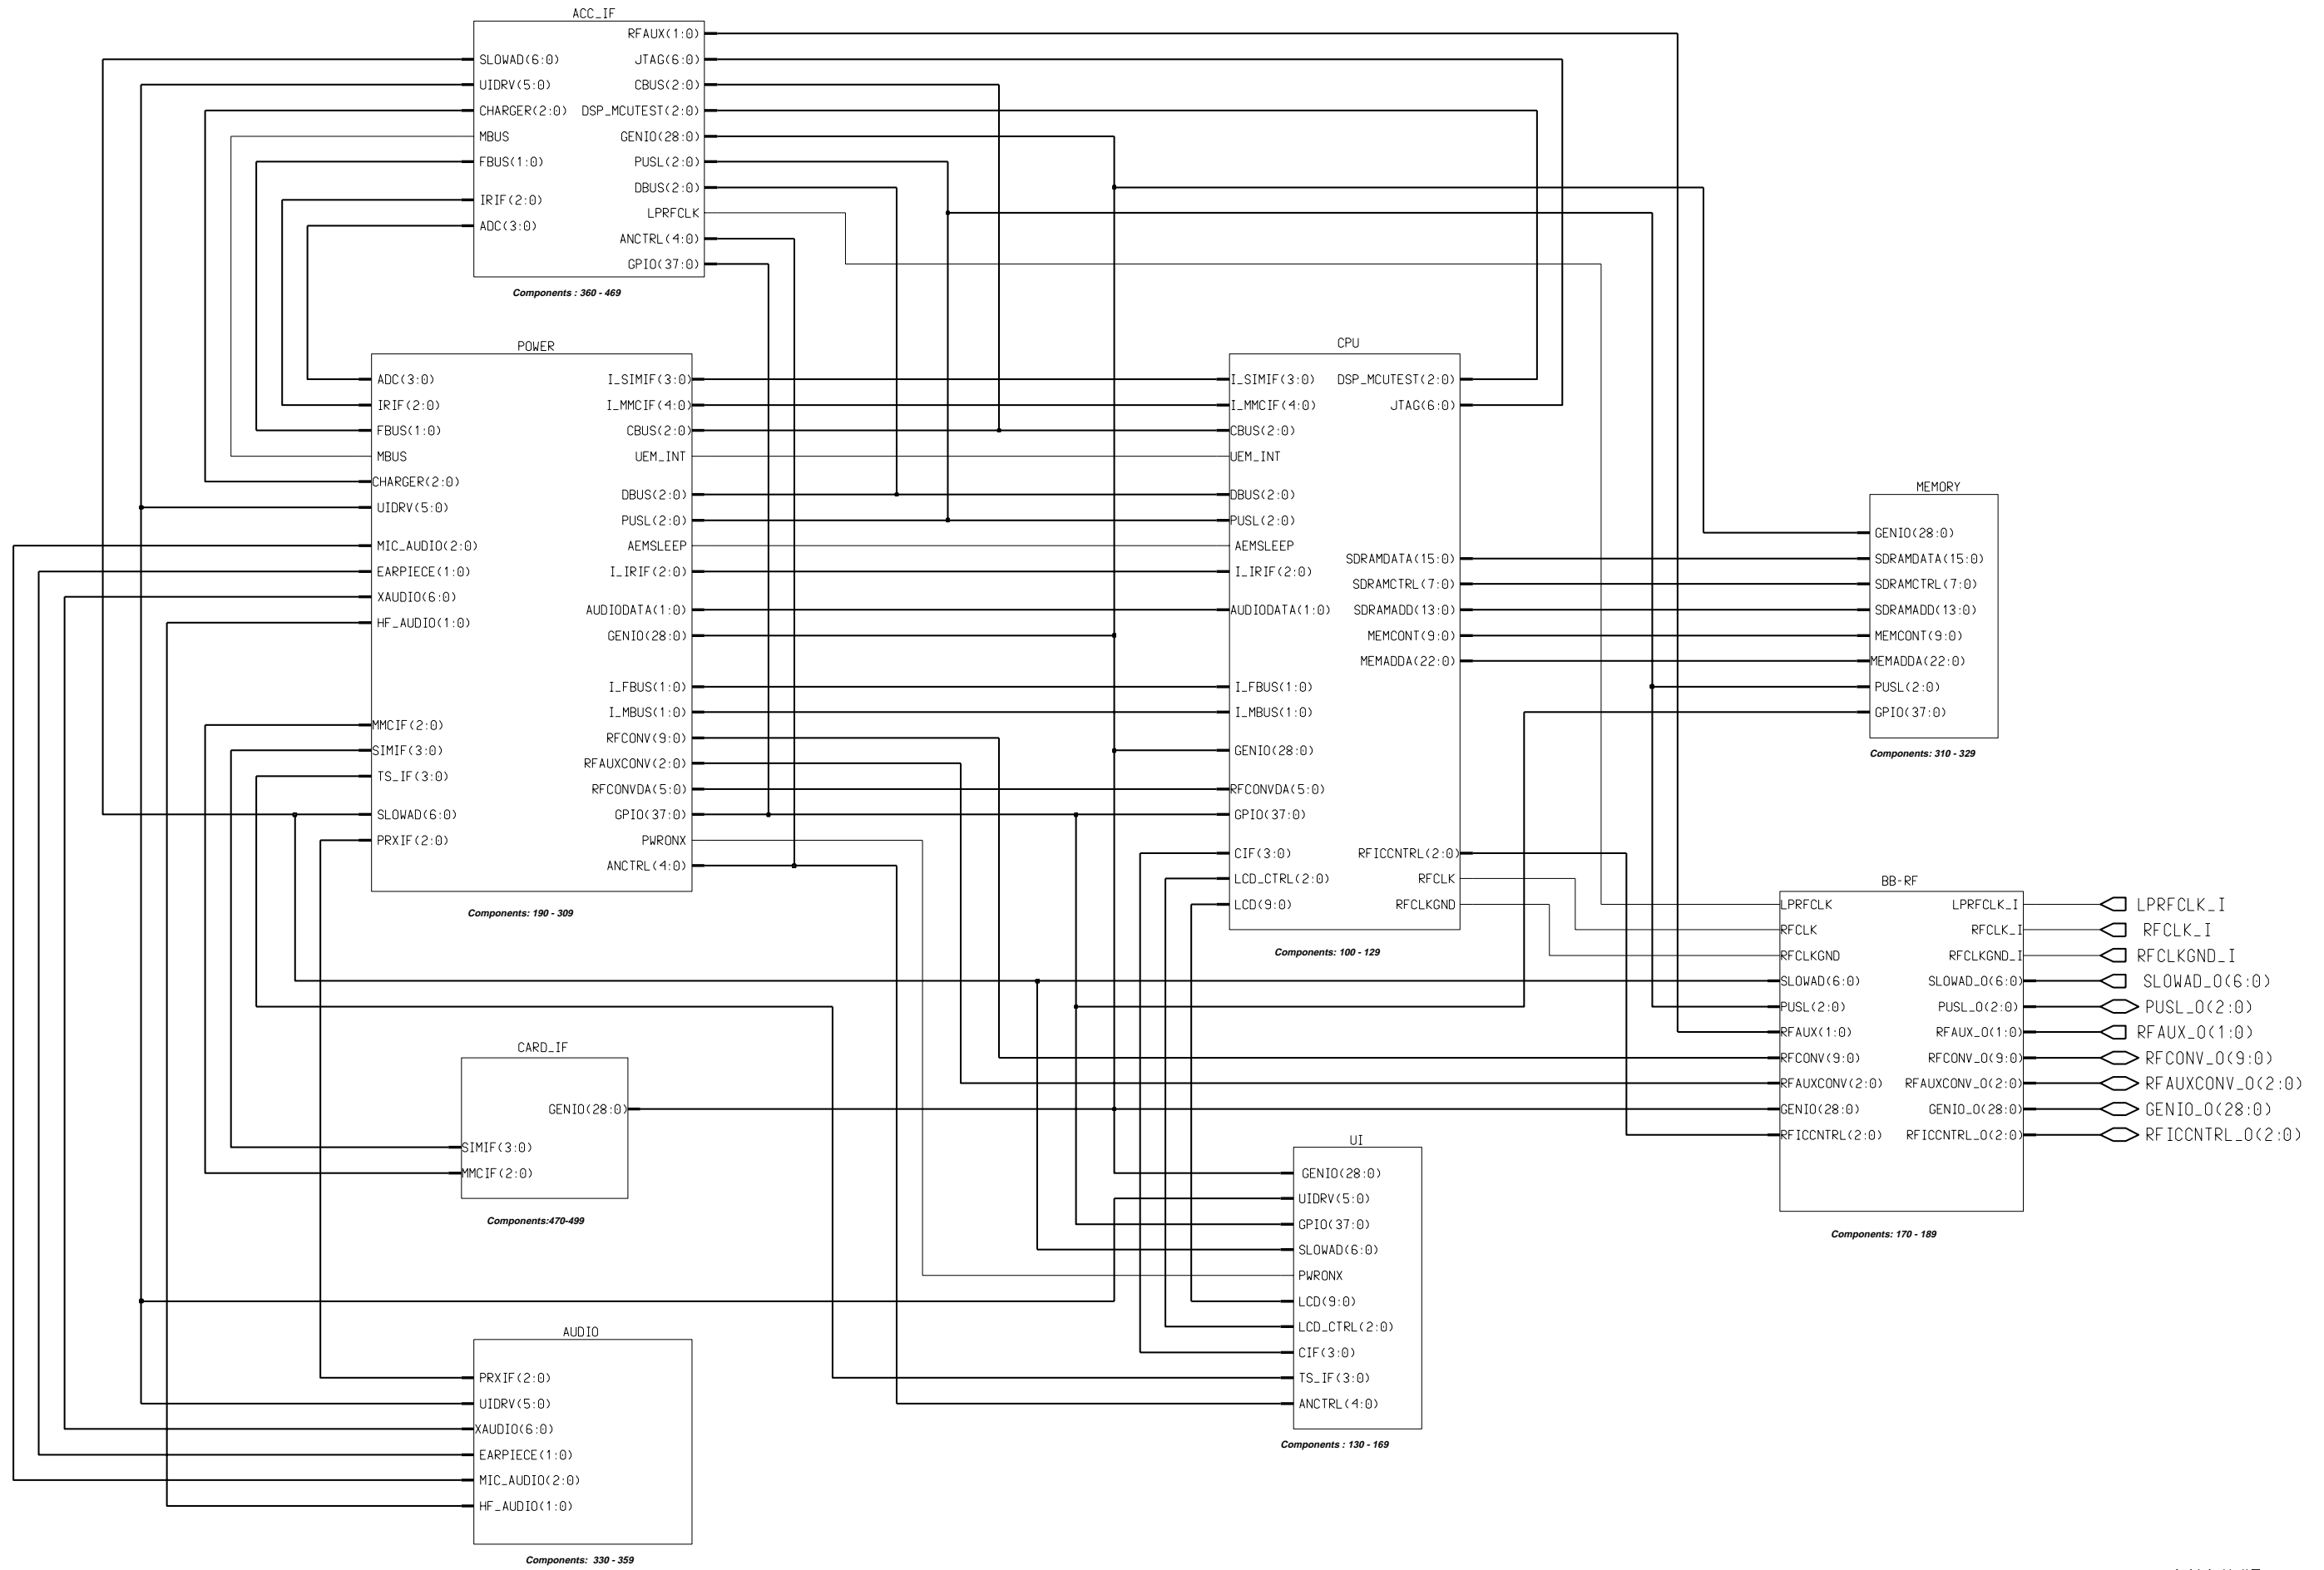 ACC_IF
RFAUX(1:0)
SLOWAD(6:0) JTAG(6:0)
UIDRV(5:0) CBUS(2:0)
CHARGER(2:0) DSP_MCUTEST(2:0)
MBUS GENIO(28:0)
FBUS(1:0) PUSL(2:0)
DBUS(2:0)
IRIF(2:0)
LPRFCLK
ADC(3:0)
ANCTRL(4:0)
GPIO(37:0)
Components : 360 - 469
POWER
ADC(3:0) I_SIMIF(3:0)
IRIF(2:0) I_MMCIF(4:0)
FBUS(1:0) CBUS(2:0)
MBUS UEM_INT
CHARGER(2:0)
DBUS(2:0)
UIDRV(5:0)
PUSL(2:0)
MIC_AUDIO(2:0) AEMSLEEP
EARPIECE(1:0) I_IRIF(2:0)
XAUDIO(6:0)
AUDIODATA(1:0)
HF_AUDIO(1:0)
GENIO(28:0)
I_FBUS(1:0)
I_MBUS(1:0)
MMCIF(2:0)
RFCONV(9:0)
SIMIF(3:0)
RFAUXCONV(2:0)
TS_IF(3:0)
RFCONVDA(5:0)
SLOWAD(6:0) GPIO(37:0)
PRXIF(2:0) PWRONX
ANCTRL(4:0)
Components: 190 - 309
CPU
I_SIMIF(3:0) DSP_MCUTEST(2:0)
I_MMCIF(4:0) JTAG(6:0)
CBUS(2:0)
UEM_INT
DBUS(2:0)
PUSL(2:0)
AEMSLEEP
SDRAMDATA(15:0)
I_IRIF(2:0)
SDRAMCTRL(7:0)
AUDIODATA(1:0) SDRAMADD(13:0)
MEMCONT(9:0)
MEMADDA(22:0)
I_FBUS(1:0)
I_MBUS(1:0)
GENIO(28:0)
RFCONVDA(5:0)
GPIO(37:0)
CIF(3:0) RFICCNTRL(2:0)
LCD_CTRL(2:0) RFCLK
LCD(9:0) RFCLKGND
Components: 100 - 129
MEMORY
GENIO(28:0)
SDRAMDATA(15:0)
SDRAMCTRL(7:0)
SDRAMADD(13:0)
MEMCONT(9:0)
MEMADDA(22:0)
PUSL(2:0)
GPIO(37:0)
Components: 310 - 329
BB-RF
LPRFCLK LPRFCLK_I LPRFCLK_I
RFCLK RFCLK_I RFCLK_I
RFCLKGND RFCLKGND_I RFCLKGND_I
SLOWAD(6:0) SLOWAD_O(6:0) SLOWAD_O(6:0)
PUSL(2:0) PUSL_O(2:0) PUSL_O(2:0)
RFAUX(1:0) RFAUX_O(1:0) RFAUX_O(1:0)
RFCONV(9:0) RFCONV_O(9:0) RFCONV_O(9:0)
RFAUXCONV(2:0) RFAUXCONV_O(2:0) RFAUXCONV_O(2:0)
GENIO(28:0) GENIO_O(28:0) GENIO_O(28:0)
RFICCNTRL(2:0) RFICCNTRL_O(2:0) RFICCNTRL_O(2:0)
Components: 170 - 189
CARD_IF
GENIO(28:0)
SIMIF(3:0)
MMCIF(2:0)
Components:470-499
UI
GENIO(28:0)
UIDRV(5:0)
GPIO(37:0)
SLOWAD(6:0)
PWRONX
LCD(9:0)
LCD_CTRL(2:0)
CIF(3:0)
TS_IF(3:0)
ANCTRL(4:0)
Components : 130 - 169
AUDIO
PRXIF(2:0)
UIDRV(5:0)
XAUDIO(6:0)
EARPIECE(1:0)
MIC_AUDIO(2:0)
HF_AUDIO(1:0)
Components: 330 - 359